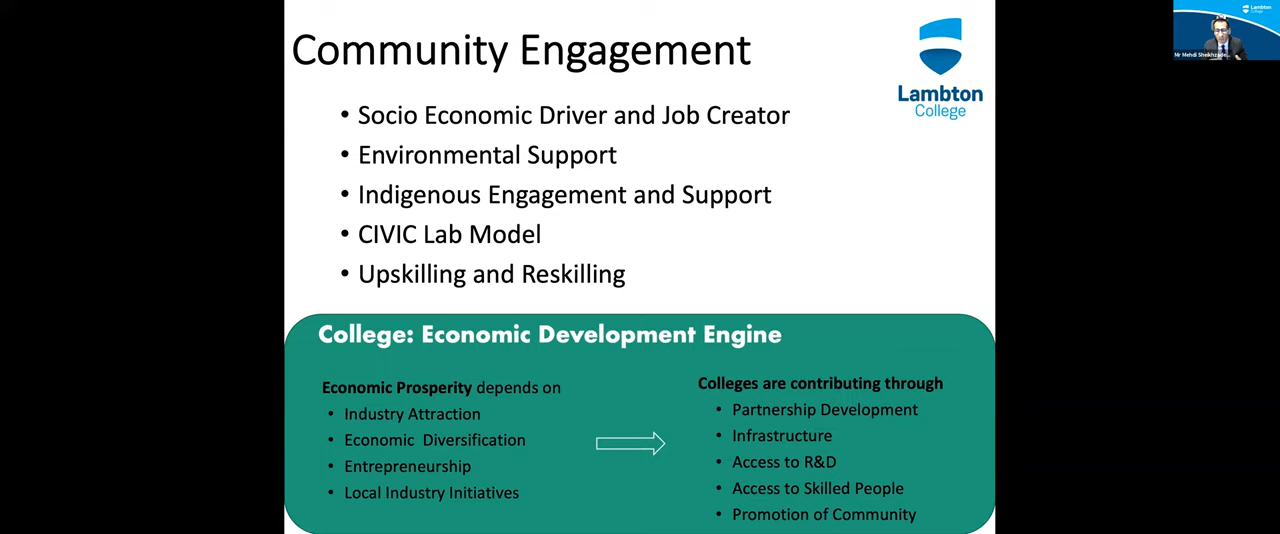 Community Engagement
Lambton
College
• Socio Economic Driver and Job Creator
• Environmental Support
• Indigenous Engagement and Support
• CIVIC Lab Model
• Upskilling and Reskilling
College: Economic Development Engine
Economic Prosperity depends on
• Industry Attraction
• Economic Diversification
• Entrepreneurship
• Local Industry Initiatives
Colleges are contributing through
• Partnership Development
• Infrastructure
• Access to R&D
• Access to Skilled People
• Promotion of Community
Lambton
College
Mr Mehdi Sheikhzade...